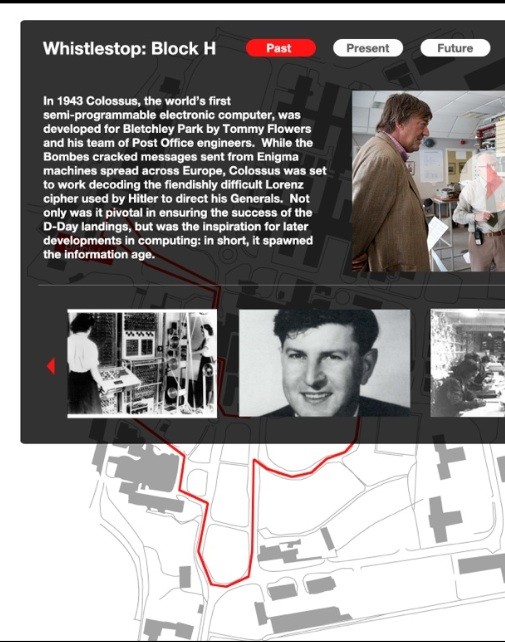 Whistlestop: Block H
Past
Present
Future
In 1943 Colossus, the world's first
semi-programmable electronic computer, was
developed for Bletchley Park by Tommy Flowers
and his team of Post Office engineers. While the
Bombes cracked messages sent from Enigma
machines spread across Europe, Colossus was set
to work decoding the fiendishly difficult Lorenz
cipher used by Hitler to direct his Generals. Not
only was it pivotal in ensuring the success of the
D-Day landings, but was the inspiration for later
developments in computing: in short, it spawned
the information age.